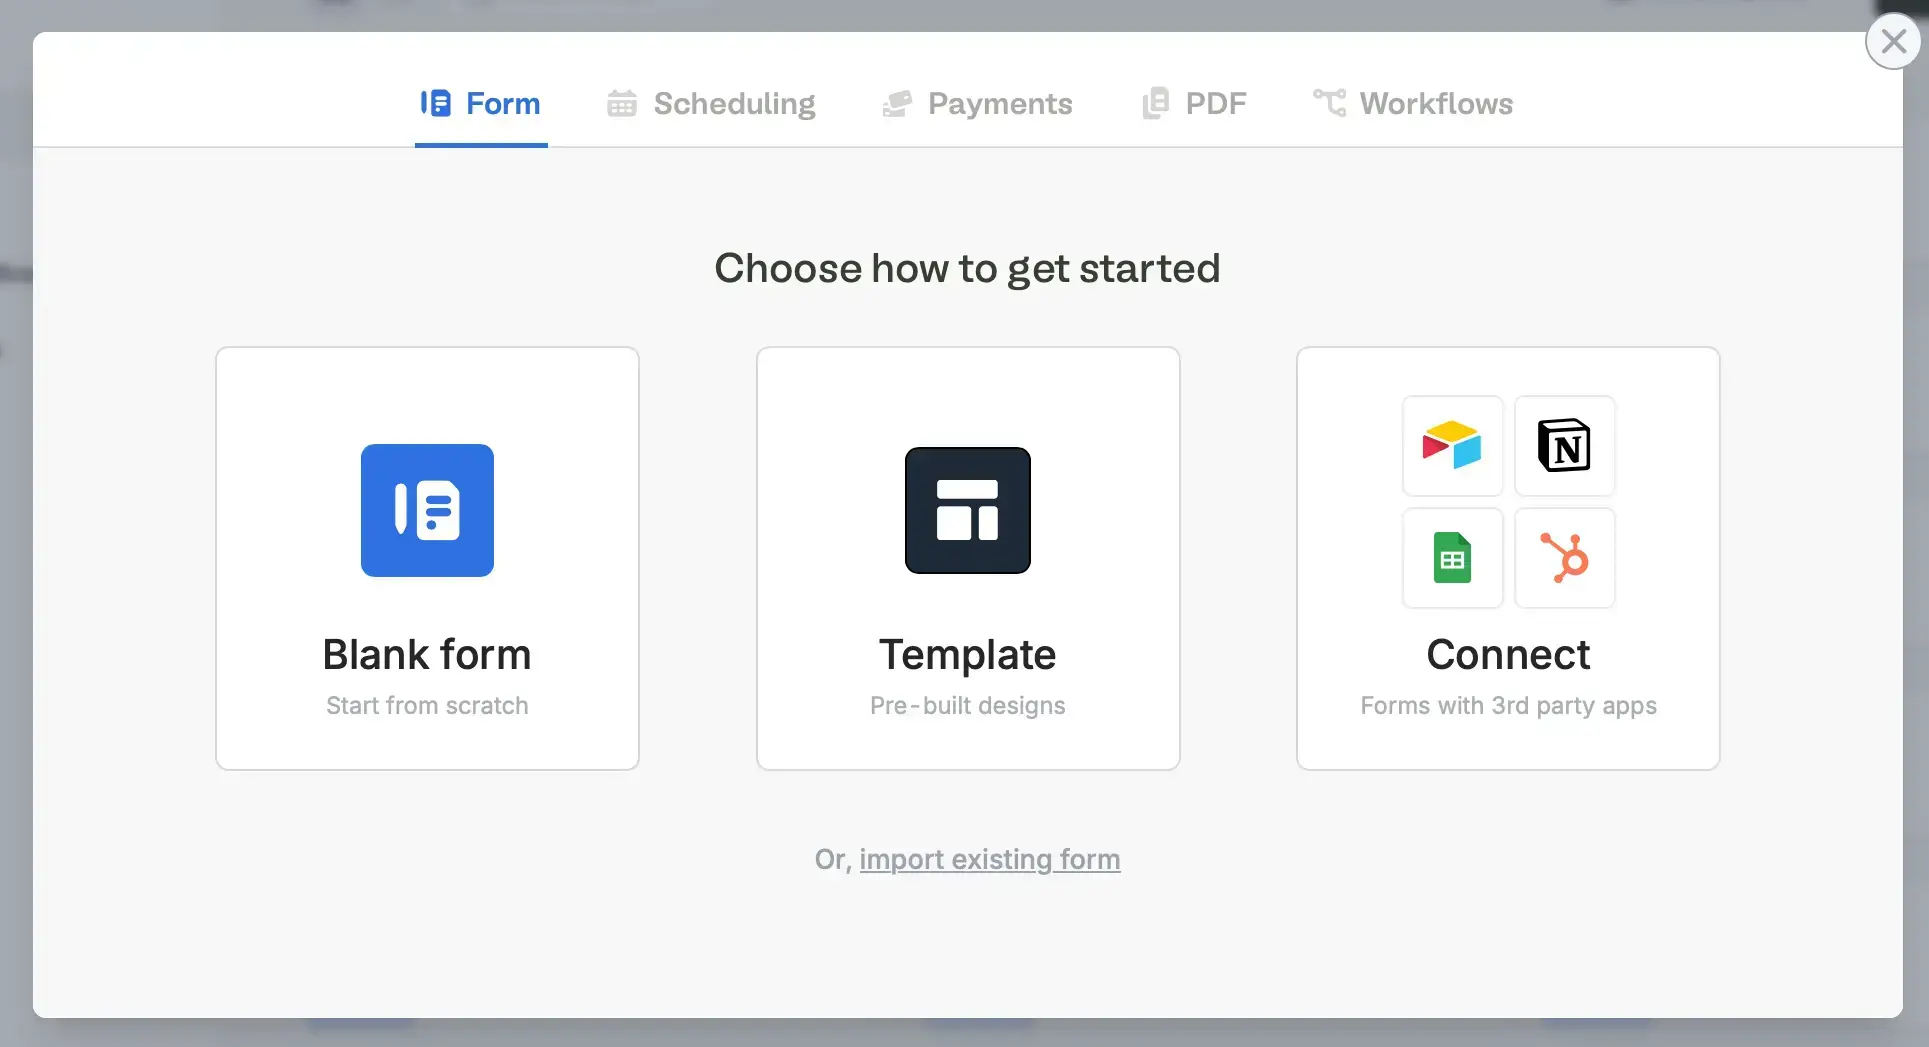 Form
Scheduling
Payments
PDF
Workflows
Choose how to get started
N
Blank form
Start from scratch
Template
Pre-built designs
Connect
Forms with 3rd party apps
Or, import existing form